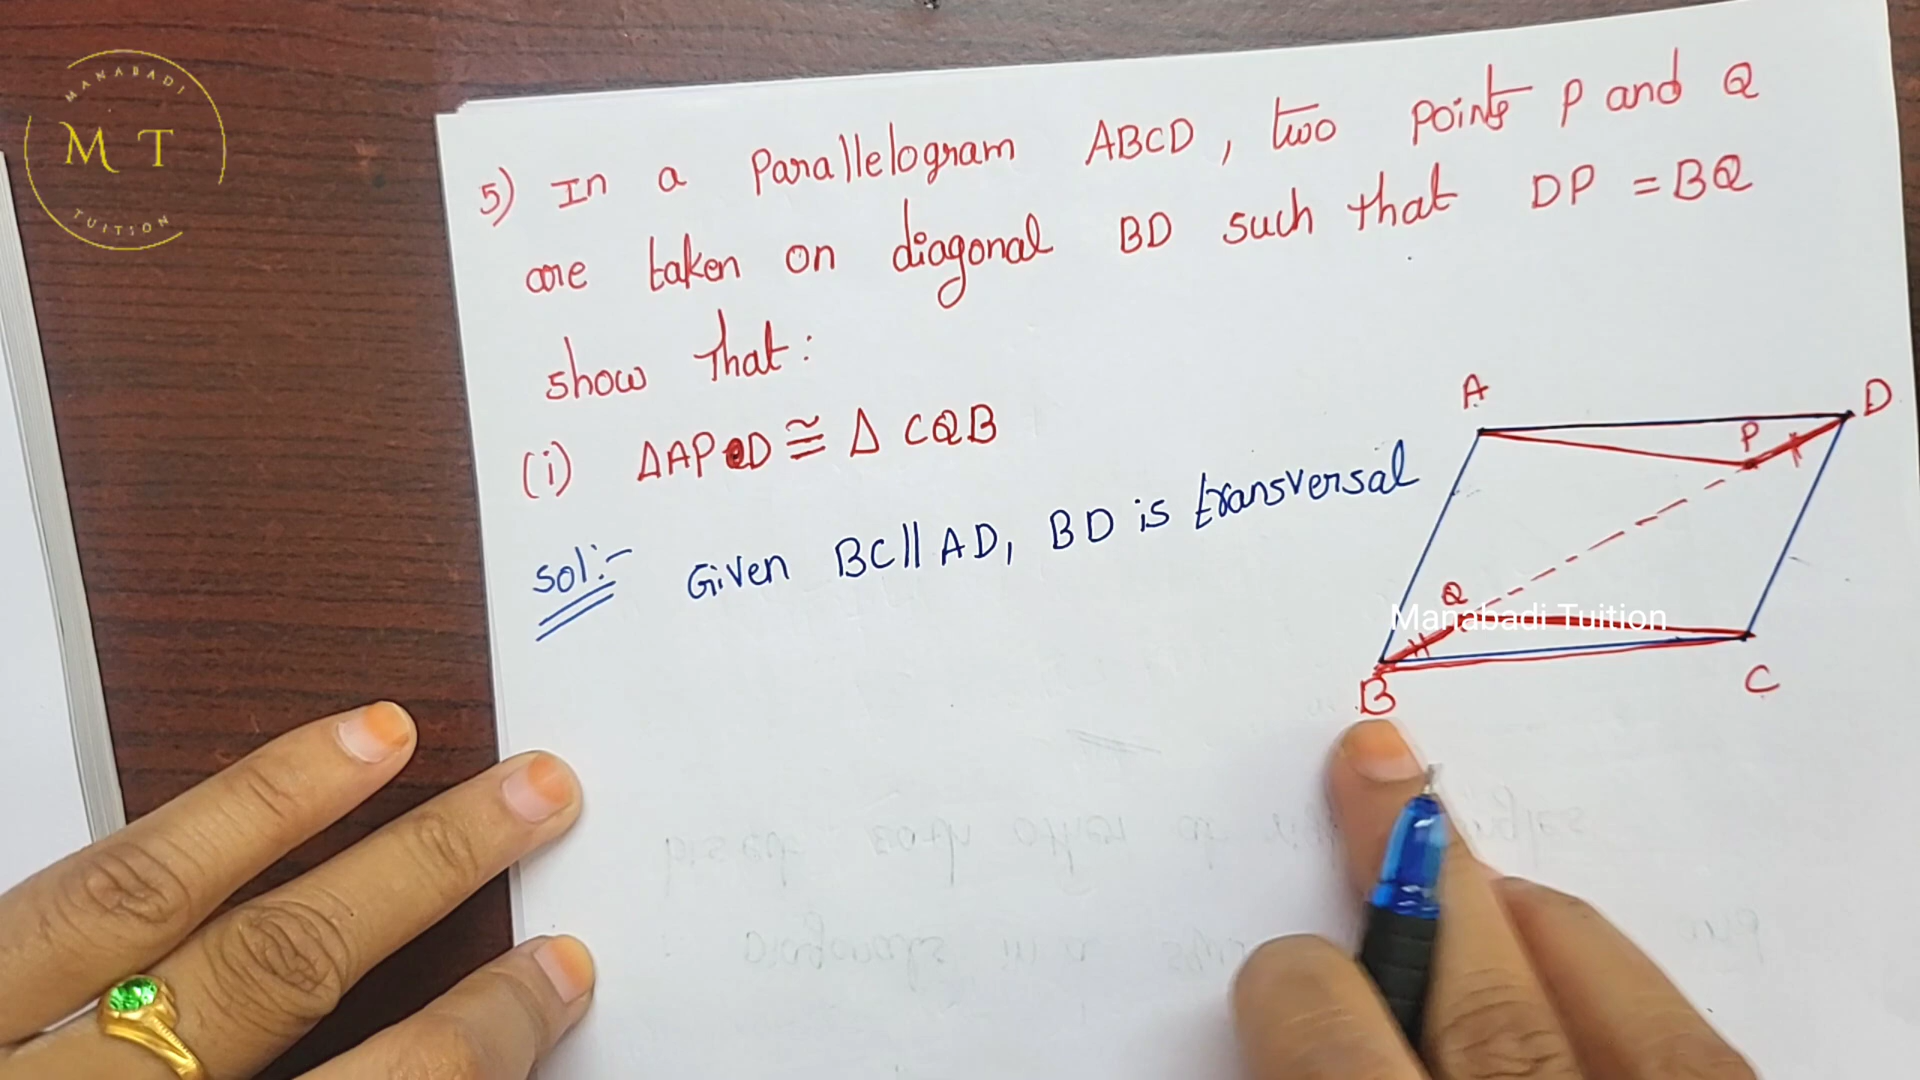 MANABADI
M T
TUITION
5) In a Parallelogram ABCD, two points P and Q
are taken on diagonal BD such that DP = BQ
show that:
(i) ΔAPD ≅ Δ CQB
Sol:- Given BC || AD, BD is transversal
A
D
P
Q
Manabadi Tuition
B
C